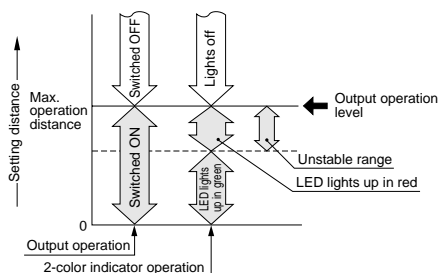 Setting distance
Switched OFF
Lights off
Max.
operation
distance
Output operation
level
Switched ON
LED lights
up in green
Unstable range
LED lights up in red
0
Output operation
2-color indicator operation